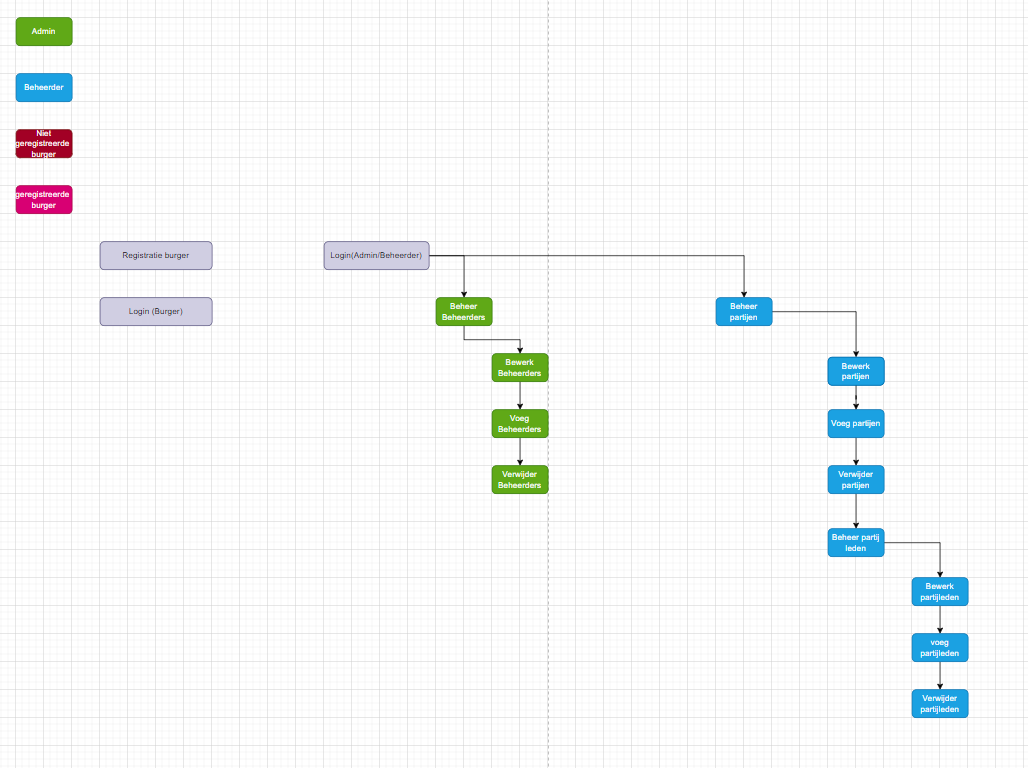 Admin
Beheerder
Niet
geregistreerde
burger
geregistreerde
burger
Registratie burger
Login(Admin/Beheerder)
Login (Burger)
Beheer
Beheerders
Beheer
partijen
Bewerk
Beheerders
Bewerk
partijen
Voeg
Beheerders
Voeg partijen
Verwijder
Beheerders
Verwijder
partijen
Beheer partij
leden
Bewerk
partijleden
voeg
partijleden
Verwijder
partijleden